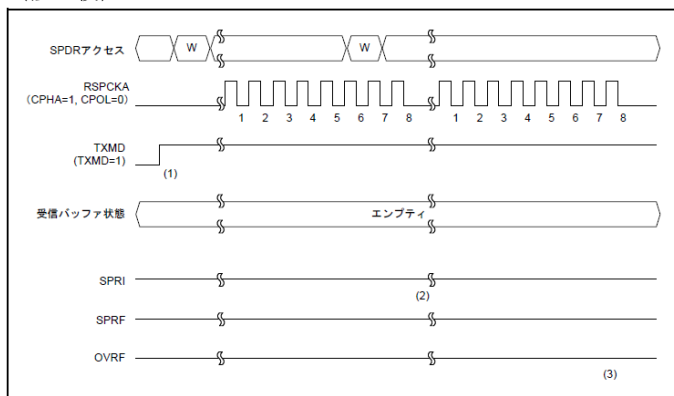 SPDRアクセス
W
W
RSPCKA
(CPHA=1, CPOL=0)
1 2 3 4 5 6 7 8 1 2 3 4 5 6 7 8
TXMD
(TXMD=1)
(1)
受信バッファ状態
エンプティ
SPRI
(2)
SPRF
OVRF
(3)